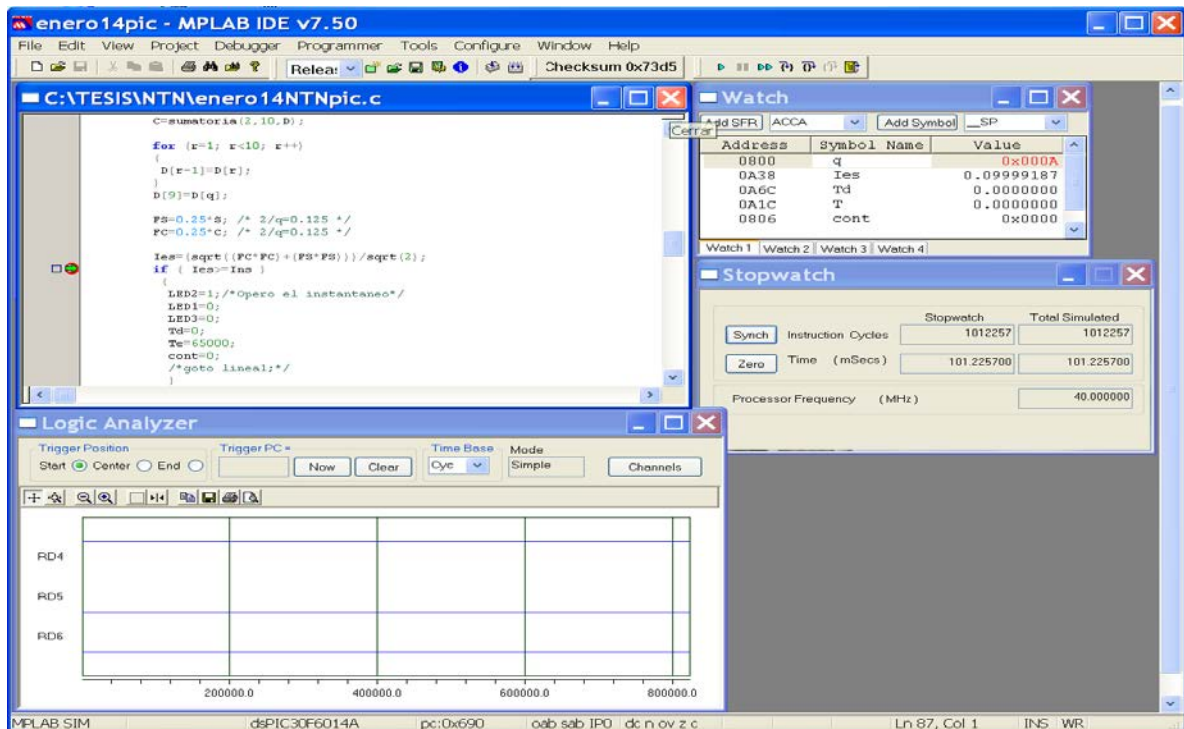 enero14pic - MPLAB IDE v7.50
File Edit View Project Debugger Programmer Tools Configure Window Help
Releas Checksum 0x73d5
C:\TESIS\NTN\enero14NTNpic.c
Cerrar
C=sumatoria(2,10,D);
for (r=1; r<10; r++)
{
D[r-1]=D[r];
}
D[9]=D[q];
FS=0.25*S; /* 2/q=0.125 */
FC=0.25*C; /* 2/q=0.125 */
Ies=(sqrt((FC*FC)+(FS*FS)))/sqrt(2);
if ( Ies>=Ins )
{
LED2=1;/*Opero el instantaneo*/
LED1=0;
LED3=0;
Td=0;
Te=65000;
cont=0;
/*goto linea1;*/
}
Watch
Add SFR ACCA Add Symbol __SP
Address Symbol Name Value
0800 q 0x000A
0A38 Ies 0.09999187
0A6C Td 0.0000000
0A1C T 0.0000000
0806 cont 0x0000
Watch 1 Watch 2 Watch 3 Watch 4
Stopwatch
Stopwatch Total Simulated
Synch Instruction Cycles 1012257 1012257
Zero Time (mSecs) 101.225700 101.225700
Processor Frequency (MHz) 40.000000
Logic Analyzer
Trigger Position Trigger PC = Time Base Mode
Start Center End Now Clear Cyc Simple Channels
RD4
RD5
RD6
200000.0 400000.0 600000.0 800000.0
MPLAB SIM dsPIC30F6014A pc:0x690 oab sab IP0 dc n ov z c Ln 87, Col 1 INS WR